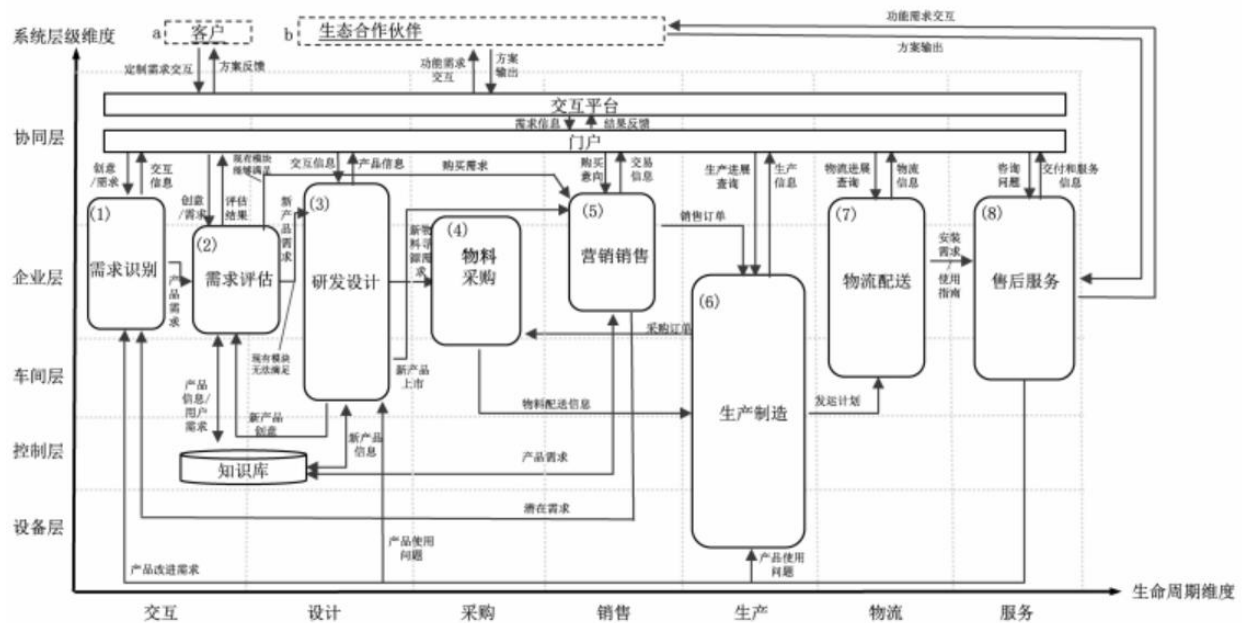 系统层级维度
a
客户
b
生态合作伙伴
功能需求交互
方案输出
定制需求交互
方案反馈
功能需求
交互
方案
输出
交互平台
协同层
需求信息
结果反馈
门户
创意
/需求
交互
信息
现有模块
能够满足
交互信息
产品信息
购买需求
购买
意向
交易
信息
生产进展
查询
生产
信息
物流进展
查询
物流
信息
咨询
问题
交付和服务
信息
创意
/需求
评估
结果
新产品需求
(1)
需求识别
(2)
需求评估
(3)
研发设计
(4)
物料
采购
(5)
营销销售
(6)
生产制造
(7)
物流配送
(8)
售后服务
企业层
产品
需求
销售订单
安装
需求
/
使用
指南
采购订单
现有模块
无法满足
新产品
上市
车间层
产品
信息/
用户
需求
新产品
创意
新产品
信息
物料配送信息
发运计划
控制层
知识库
产品需求
潜在需求
设备层
产品使用
问题
产品使用
问题
产品改进需求
生命周期维度
交互
设计
采购
销售
生产
物流
服务